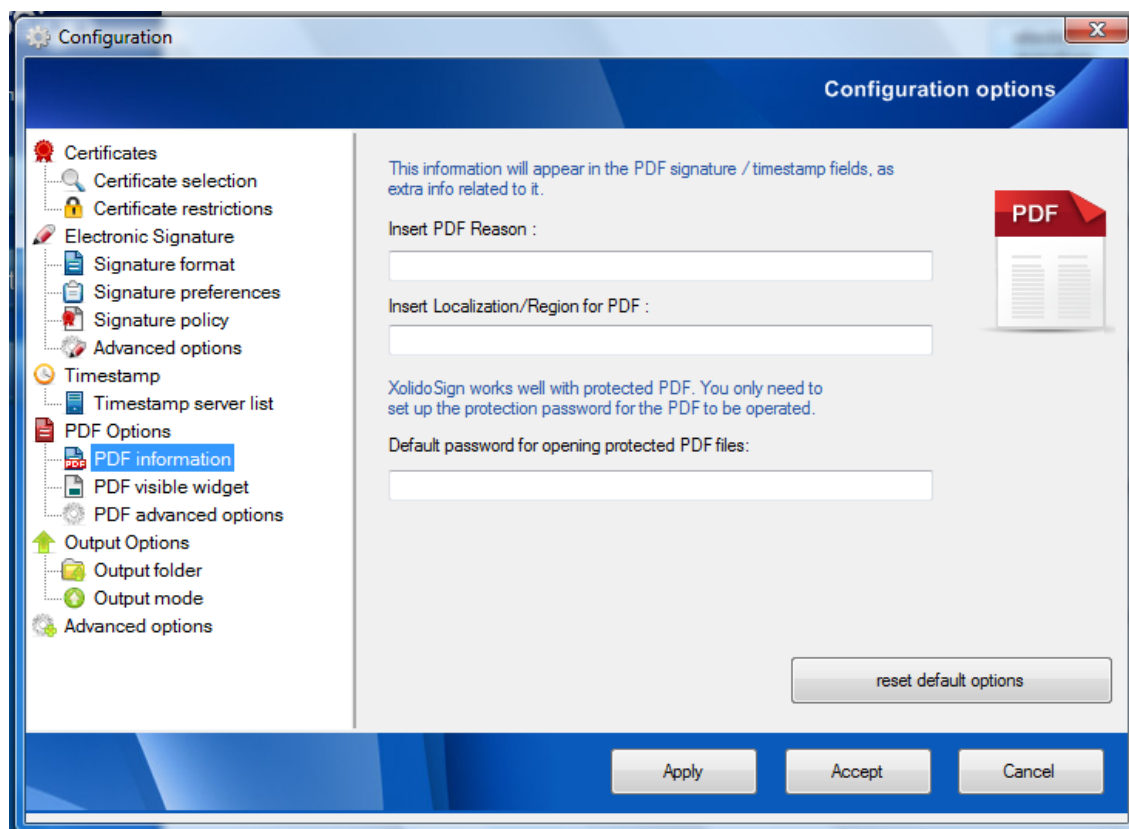 Configuration
Configuration options
Certificates
Certificate selection
Certificate restrictions
Electronic Signature
Signature format
Signature preferences
Signature policy
Advanced options
Timestamp
Timestamp server list
PDF Options
PDF information
PDF visible widget
PDF advanced options
Output Options
Output folder
Output mode
Advanced options
This information will appear in the PDF signature / timestamp fields, as
extra info related to it.
Insert PDF Reason :
Insert Localization/Region for PDF :
XolidoSign works well with protected PDF. You only need to
set up the protection password for the PDF to be operated.
Default password for opening protected PDF files:
PDF
reset default options
Apply
Accept
Cancel